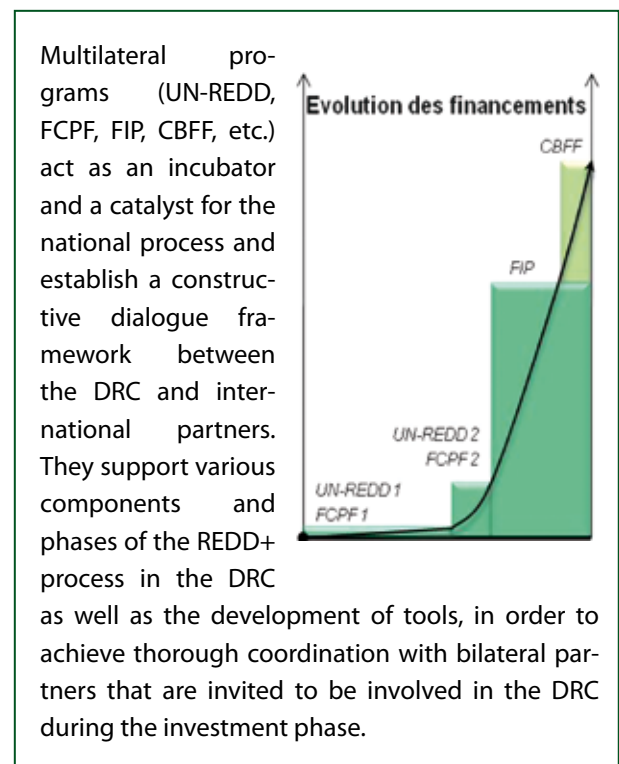 Multilateral pro-
grams (UN-REDD,
FCPF, FIP, CBFF, etc.)
act as an incubator
and a catalyst for the
national process and
establish a construc-
tive dialogue fra-
mework between
the DRC and inter-
national partners.
They support various
components and
phases of the REDD+
process in the DRC
as well as the development of tools, in order to
achieve thorough coordination with bilateral par-
tners that are invited to be involved in the DRC
during the investment phase.
Evolution des financements
CBFF
FIP
UN-REDD 2
FCPF 2
UN-REDD 1
FCPF 1